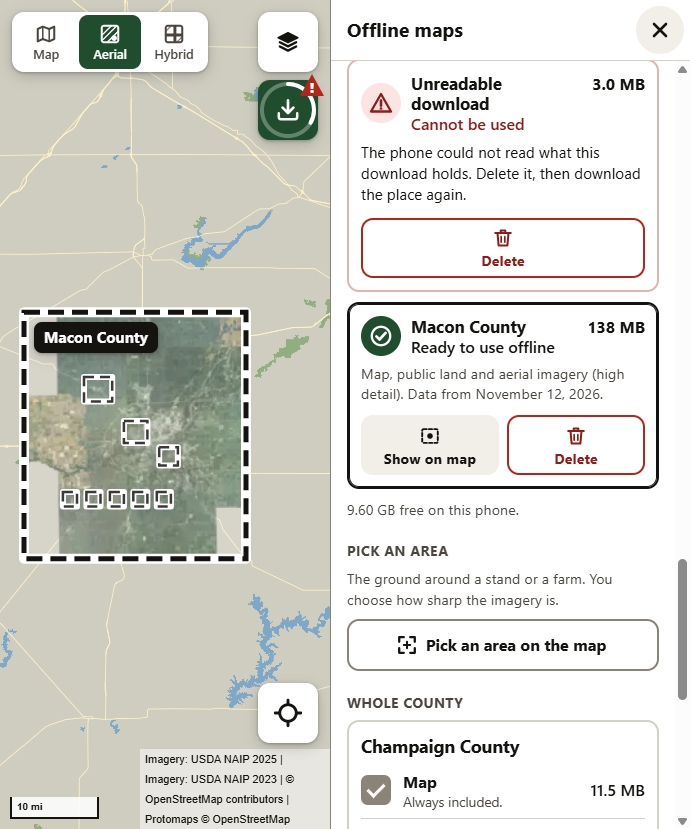 Map
Aerial
Hybrid
Macon County
Imagery: USDA NAIP 2025 |
Imagery: USDA NAIP 2023 | ©
OpenStreetMap contributors |
Protomaps © OpenStreetMap
10 mi
Offline maps
Unreadable
download
3.0 MB
Cannot be used
The phone could not read what this
download holds. Delete it, then download
the place again.
Delete
Macon County
138 MB
Ready to use offline
Map, public land and aerial imagery (high
detail). Data from November 12, 2026.
Show on map
Delete
9.60 GB free on this phone.
PICK AN AREA
The ground around a stand or a farm. You
choose how sharp the imagery is.
Pick an area on the map
WHOLE COUNTY
Champaign County
Map
11.5 MB
Always included.